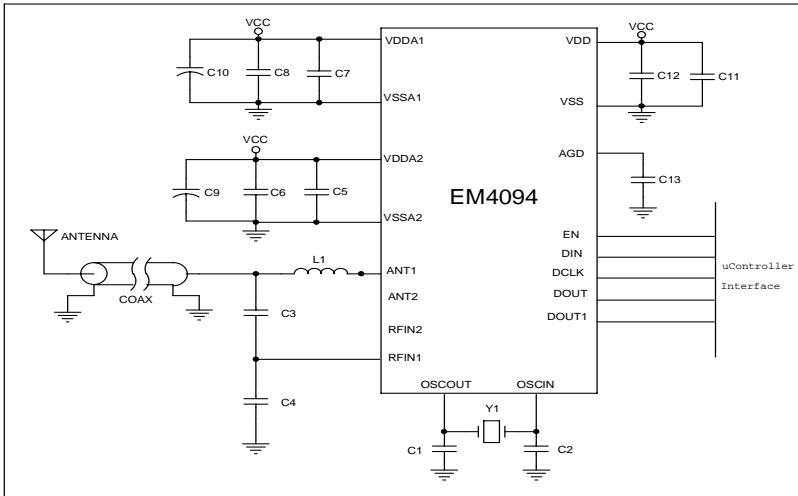 VCC
VCC
VDDA1
VDD
C10
C8
C7
C12
C11
VSSA1
VSS
VCC
VDDA2
AGD
C9
C6
C5
C13
EM4094
VSSA2
ANTENNA
EN
L1
DIN
uController
ANT1
DCLK
Interface
COAX
ANT2
DOUT
C3
DOUT1
RFIN2
RFIN1
OSCOUT
OSCIN
C4
Y1
C1
C2